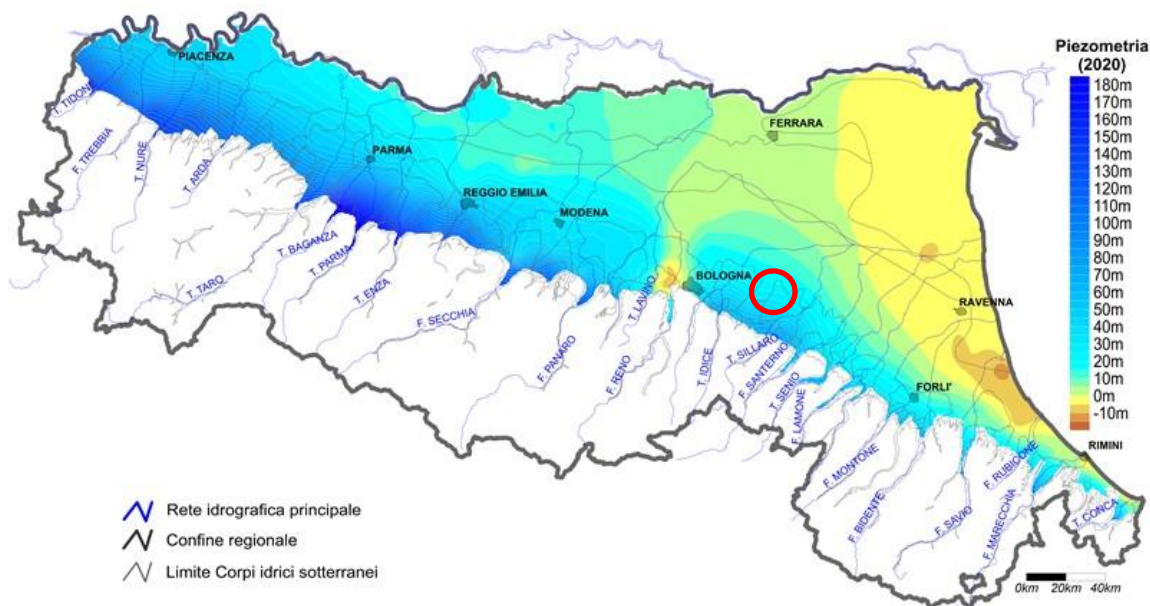 Piezometria
(2020)
180m
170m
160m
150m
140m
130m
120m
110m
100m
90m
80m
70m
60m
50m
40m
30m
20m
10m
0m
-10m
PIACENZA
T. TIDONE
F. TREBBIA
T. NURE
T. ARDA
PARMA
REGGIO EMILIA
MODENA
FERRARA
BOLOGNA
RAVENNA
FORLI'
RIMINI
T. TARO
T. BAGANZA
T. PARMA
T. ENZA
F. SECCHIA
F. PANARO
F. RENO
T. LAVINO
T. IDICE
T. SILLARO
F. SANTERNO
T. SENIO
F. LAMONE
F. MONTONE
F. BIDENTE
F. SAVIO
F. RUBICONE
F. MARECCHIA
T. CONCA
Rete idrografica principale
Confine regionale
Limite Corpi idrici sotterranei
0km 20km 40km